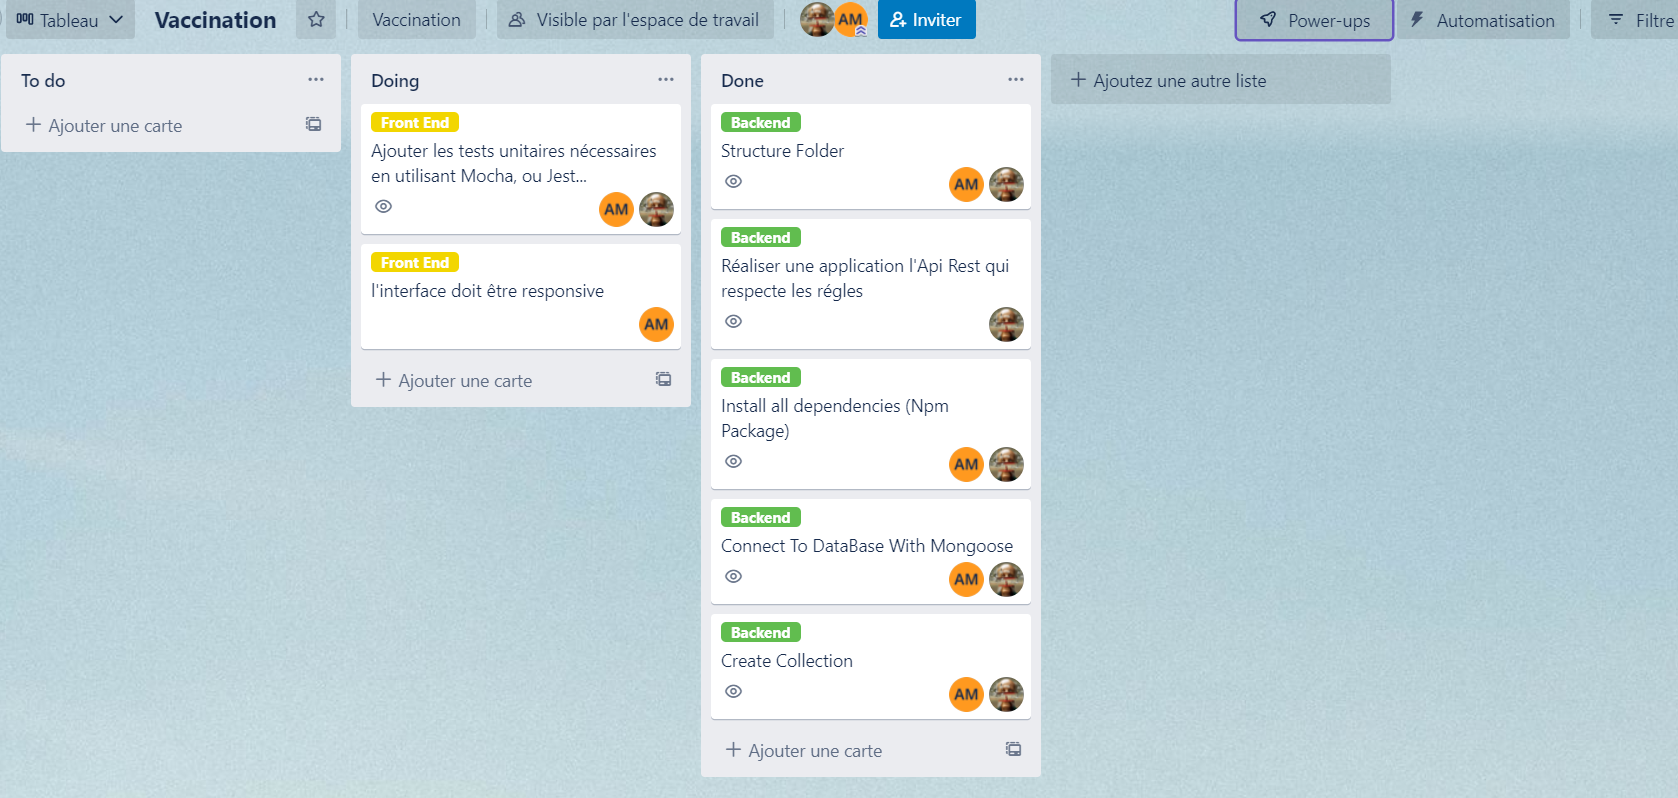 Tableau
Vaccination
Vaccination
Visible par l'espace de travail
AM
Inviter
Power-ups
Automatisation
Filtre
To do
Ajouter une carte
Doing
Front End
Ajouter les tests unitaires nécessaires
en utilisant Mocha, ou Jest...
AM
Front End
l'interface doit être responsive
AM
Ajouter une carte
Done
Backend
Structure Folder
AM
Backend
Réaliser une application l'Api Rest qui
respecte les régles
Backend
Install all dependencies (Npm
Package)
AM
Backend
Connect To DataBase With Mongoose
AM
Backend
Create Collection
AM
Ajouter une carte
Ajoutez une autre liste